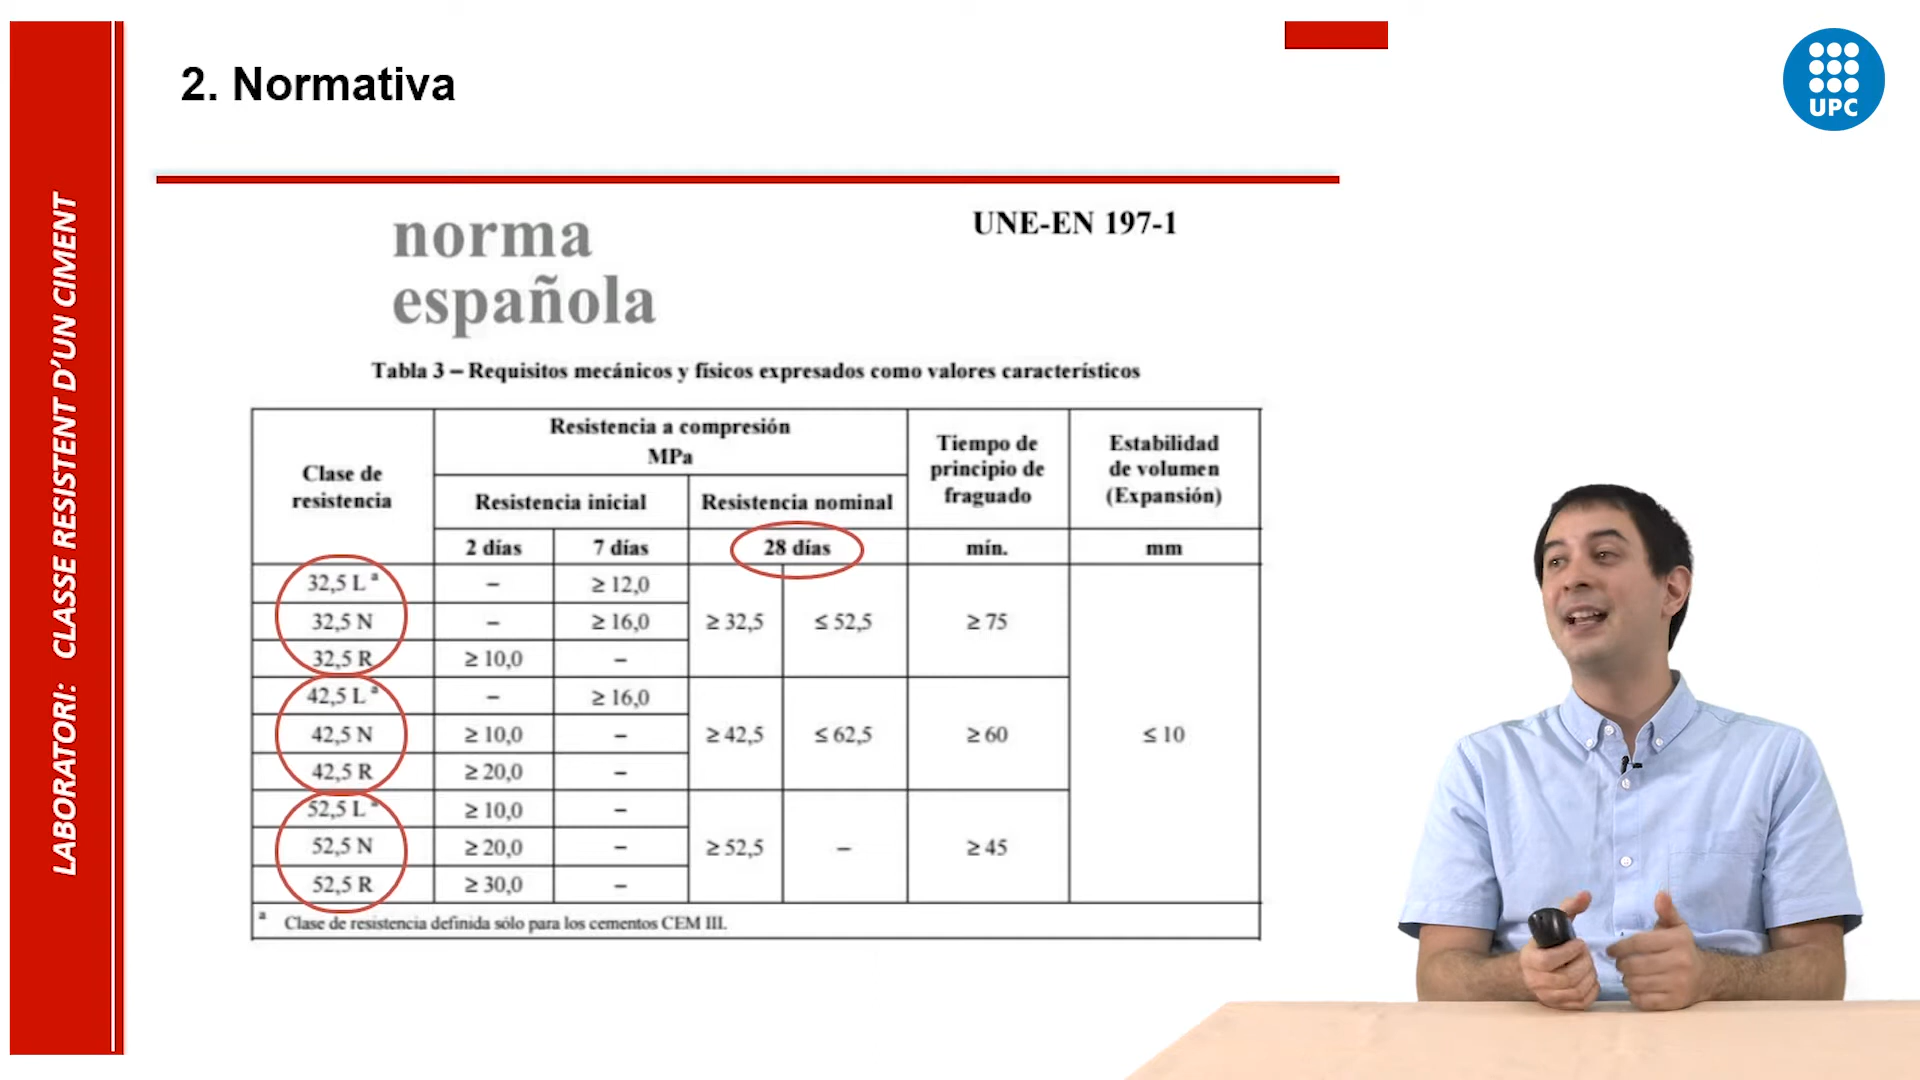 2. Normativa
UPC
LABORATORI: CLASSE RESISTENT D'UN CIMENT
norma
española
UNE-EN 197-1
Tabla 3 – Requisitos mecánicos y físicos expresados como valores característicos
Clase de
resistencia
Resistencia a compresión
MPa
Tiempo de
principio de
fraguado
Estabilidad
de volumen
(Expansión)
Resistencia inicial
Resistencia nominal
2 días
7 días
28 días
mín.
mm
32,5 L ª
–
≥ 12,0
32,5 N
–
≥ 16,0
≥ 32,5
≤ 52,5
≥ 75
32,5 R
≥ 10,0
–
42,5 L ª
–
≥ 16,0
42,5 N
≥ 10,0
–
≥ 42,5
≤ 62,5
≥ 60
≤ 10
42,5 R
≥ 20,0
–
52,5 L ª
≥ 10,0
–
52,5 N
≥ 20,0
–
≥ 52,5
–
≥ 45
52,5 R
≥ 30,0
–
ª Clase de resistencia definida sólo para los cementos CEM III.